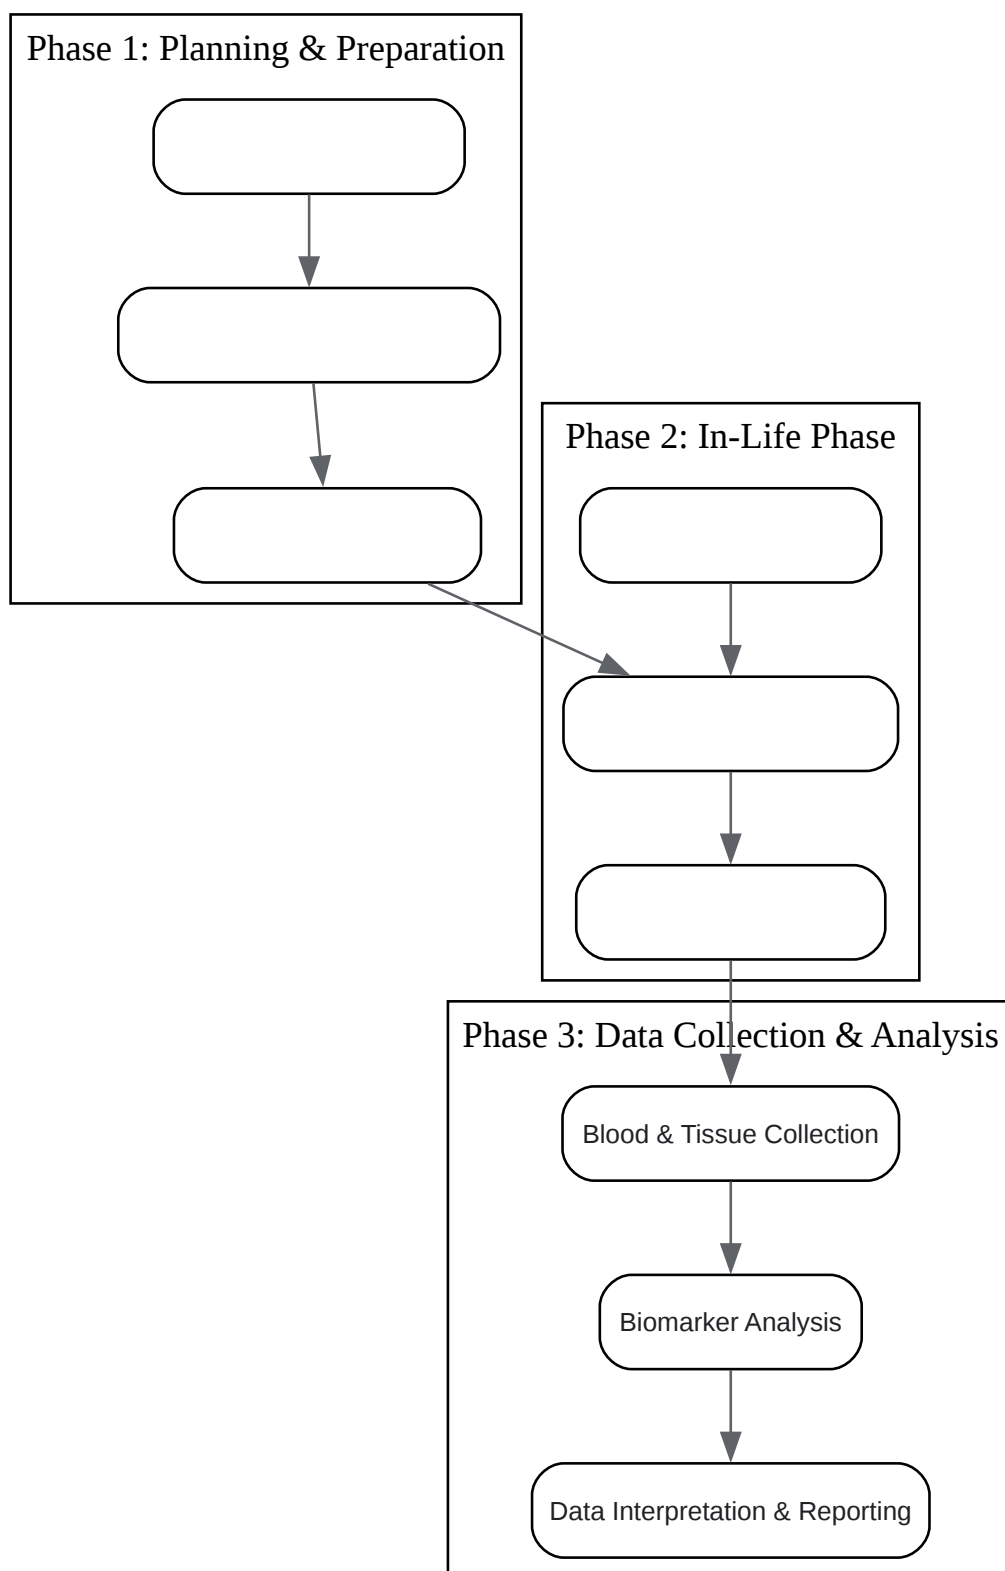 Phase 1: Planning & Preparation
Phase 2: In-Life Phase
Phase 3: Data Collection & Analysis
Blood & Tissue Collection
Biomarker Analysis
Data Interpretation & Reporting